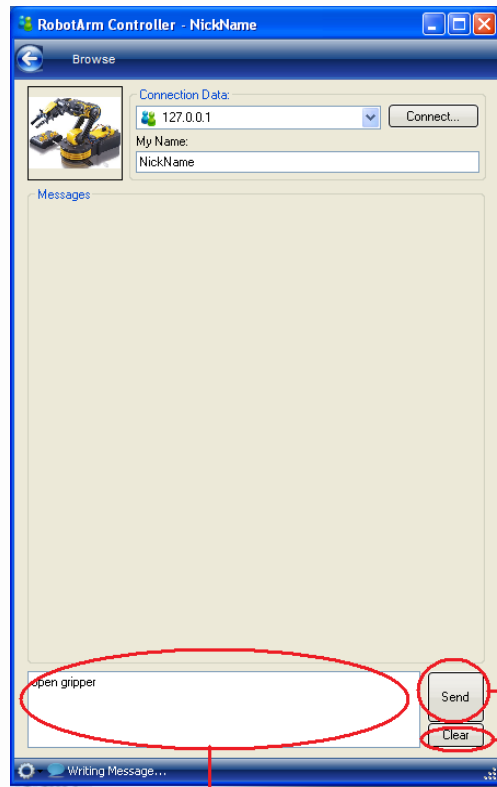 RobotArm Controller - NickName
Browse
Connection Data:
127.0.0.1
Connect...
My Name:
NickName
Messages
open gripper
Send
Clear
Writing Message...